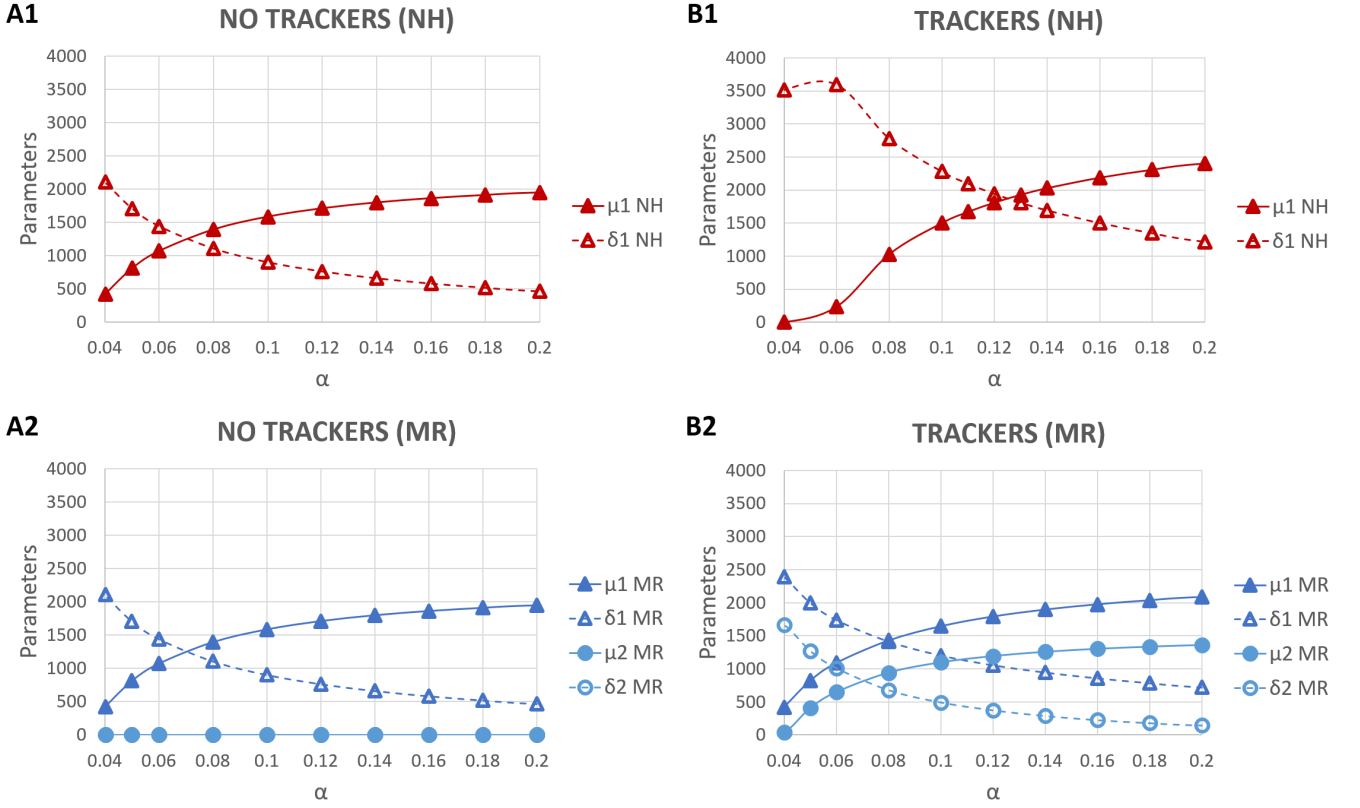 A1
NO TRACKERS (NH)
4000
3500
3000
2500
2000
1500
1000
500
0
Parameters
0.04 0.06 0.08 0.1 0.12 0.14 0.16 0.18 0.2
α
μ1 NH
δ1 NH
B1
TRACKERS (NH)
4000
3500
3000
2500
2000
1500
1000
500
0
Parameters
0.04 0.06 0.08 0.1 0.12 0.14 0.16 0.18 0.2
α
μ1 NH
δ1 NH
A2
NO TRACKERS (MR)
4000
3500
3000
2500
2000
1500
1000
500
0
Parameters
0.04 0.06 0.08 0.1 0.12 0.14 0.16 0.18 0.2
α
μ1 MR
δ1 MR
μ2 MR
δ2 MR
B2
TRACKERS (MR)
4000
3500
3000
2500
2000
1500
1000
500
0
Parameters
0.04 0.06 0.08 0.1 0.12 0.14 0.16 0.18 0.2
α
μ1 MR
δ1 MR
μ2 MR
δ2 MR